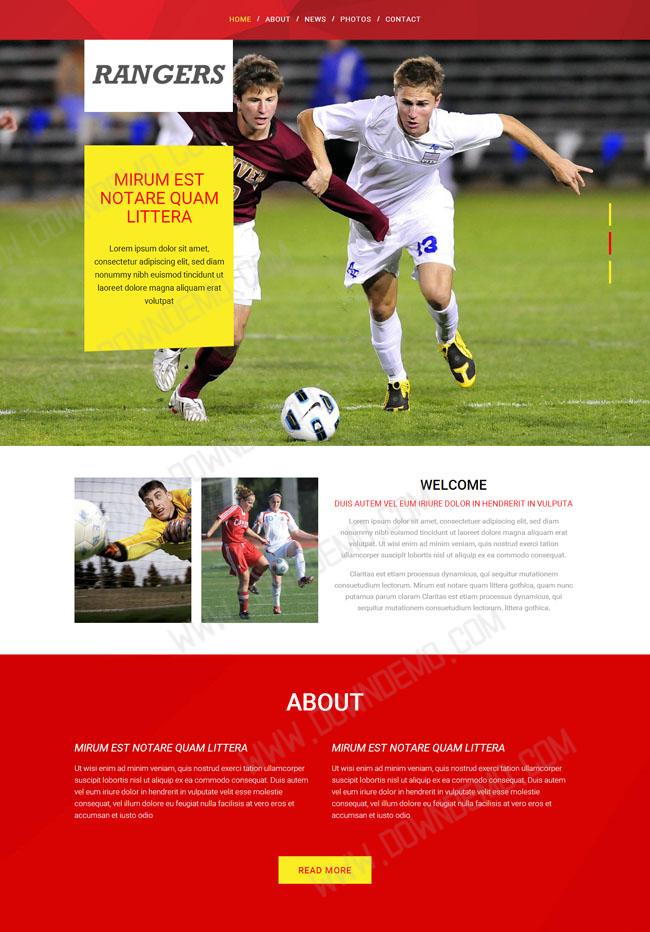 HOME / ABOUT / NEWS / PHOTOS / CONTACT
RANGERS
MIRUM EST
NOTARE QUAM
LITTERA
Lorem ipsum dolor sit amet,
consectetur adipiscing elit, sed diam
nonummy nibh euismod tincidunt ut
laoreet dolore magna aliquam erat
volutpat
13
WELCOME
DUIS AUTEM VEL EUM IRIURE DOLOR IN HENDRERIT IN VULPUTA
Lorem ipsum dolor sit amet, consectetuer adipiscing elit, sed diam
nonummy nibh euismod tincidunt ut laoreet dolore magna aliquam erat
volutpat. Ut wisi enim ad minim veniam, quis nostrud exerci tation
ullamcorper suscipit lobortis nisl ut aliquip ex ea commodo consequat.
Claritas est etiam processus dynamicus, qui sequitur mutationem
consuetudium lectorum. Mirum est notare quam littera gothica, quam nunc
putamus parum claram Claritas est etiam processus dynamicus, qui
sequitur mutationem consuetudium lectorum. littera gothica.
ABOUT
MIRUM EST NOTARE QUAM LITTERA
Ut wisi enim ad minim veniam, quis nostrud exerci tation ullamcorper
suscipit lobortis nisl ut aliquip ex ea commodo consequat. Duis autem
vel eum iriure dolor in hendrerit in vulputate velit esse molestie
consequat, vel illum dolore eu feugiat nulla facilisis at vero eros et
accumsan et iusto odio
MIRUM EST NOTARE QUAM LITTERA
Ut wisi enim ad minim veniam, quis nostrud exerci tation ullamcorper
suscipit lobortis nisl ut aliquip ex ea commodo consequat. Duis autem
vel eum iriure dolor in hendrerit in vulputate velit esse molestie
consequat, vel illum dolore eu feugiat nulla facilisis at vero eros et
accumsan et iusto odio
READ MORE
WWW.DOWNDEMO.COM
WWW.DOWNDEMO.COM
WWW.DOWNDEMO.COM